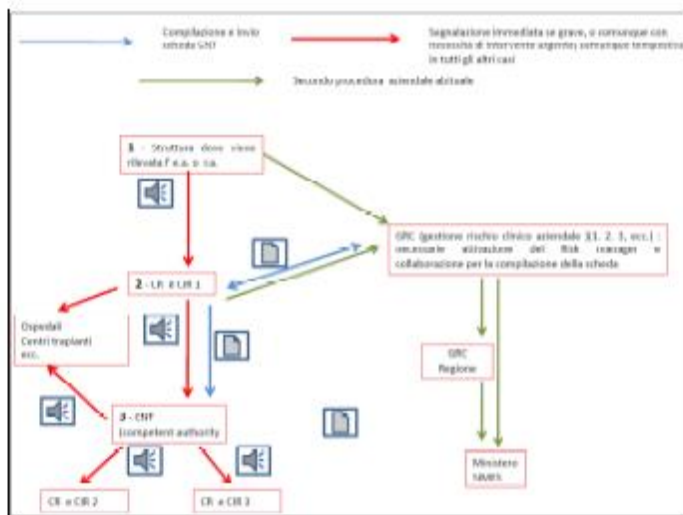 Compilazione e invio
scheda CNT
Segnalazione immediata se grave, o comunque con
necessità di intervento urgente; comunque tempestiva
in tutti gli altri casi
Secondo procedura aziendale abituale
1 - Struttura dove viene
rilevata l' e.a. o
GRC (gestione rischio clinico aziendale 1, 2, 3, ecc.) :
necessaria attivazione del Risk manager e
collaborazione per la compilazione della scheda
2 - CR e CIR 1
Ospedali
Centri trapianti
ecc.
GRC
Regione
3 - CNT
(competent authority
Ministero
SIMES
CR e CIR 2
CR e CIR 3